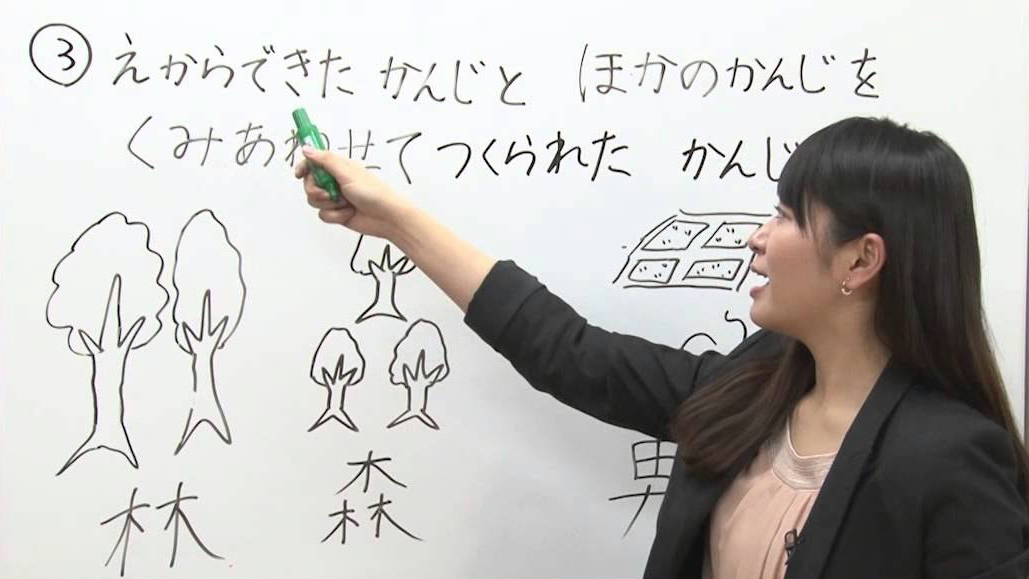 ③ えからできた かんじと ほかのかんじを
くみあわせて つくられた かんじ
林 森 男